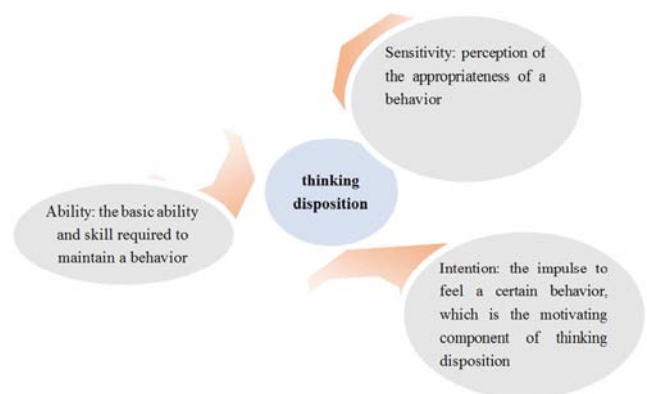 Sensitivity: perception of
the appropriateness of a
behavior
thinking
disposition
Ability: the basic ability
and skill required to
maintain a behavior
Intention: the impulse to
feel a certain behavior,
which is the motivating
component of thinking
disposition